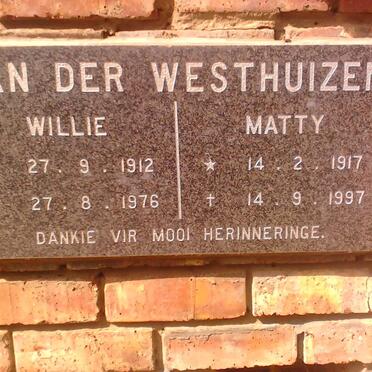 AN DER WESTHUIZEN
WILLIE MATTY
27 . 9 . 1912 * 14 . 2 . 1917
27 . 8 . 1976 † 14 . 9 . 1997
DANKIE VIR MOOI HERINNERINGE.